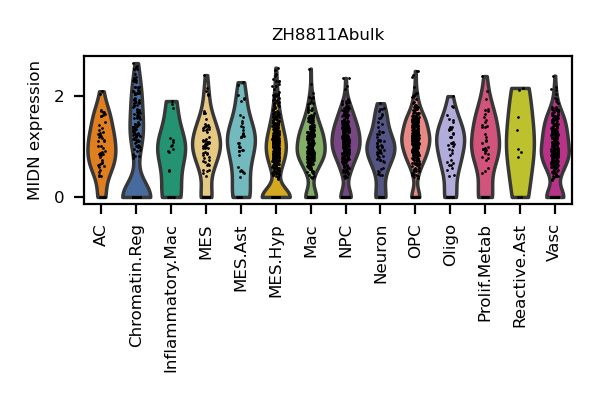 ZH8811Abulk
MIDN expression
2
0
AC
Chromatin.Reg
Inflammatory.Mac
MES
MES.Ast
MES.Hyp
Mac
NPC
Neuron
OPC
Oligo
Prolif.Metab
Reactive.Ast
Vasc